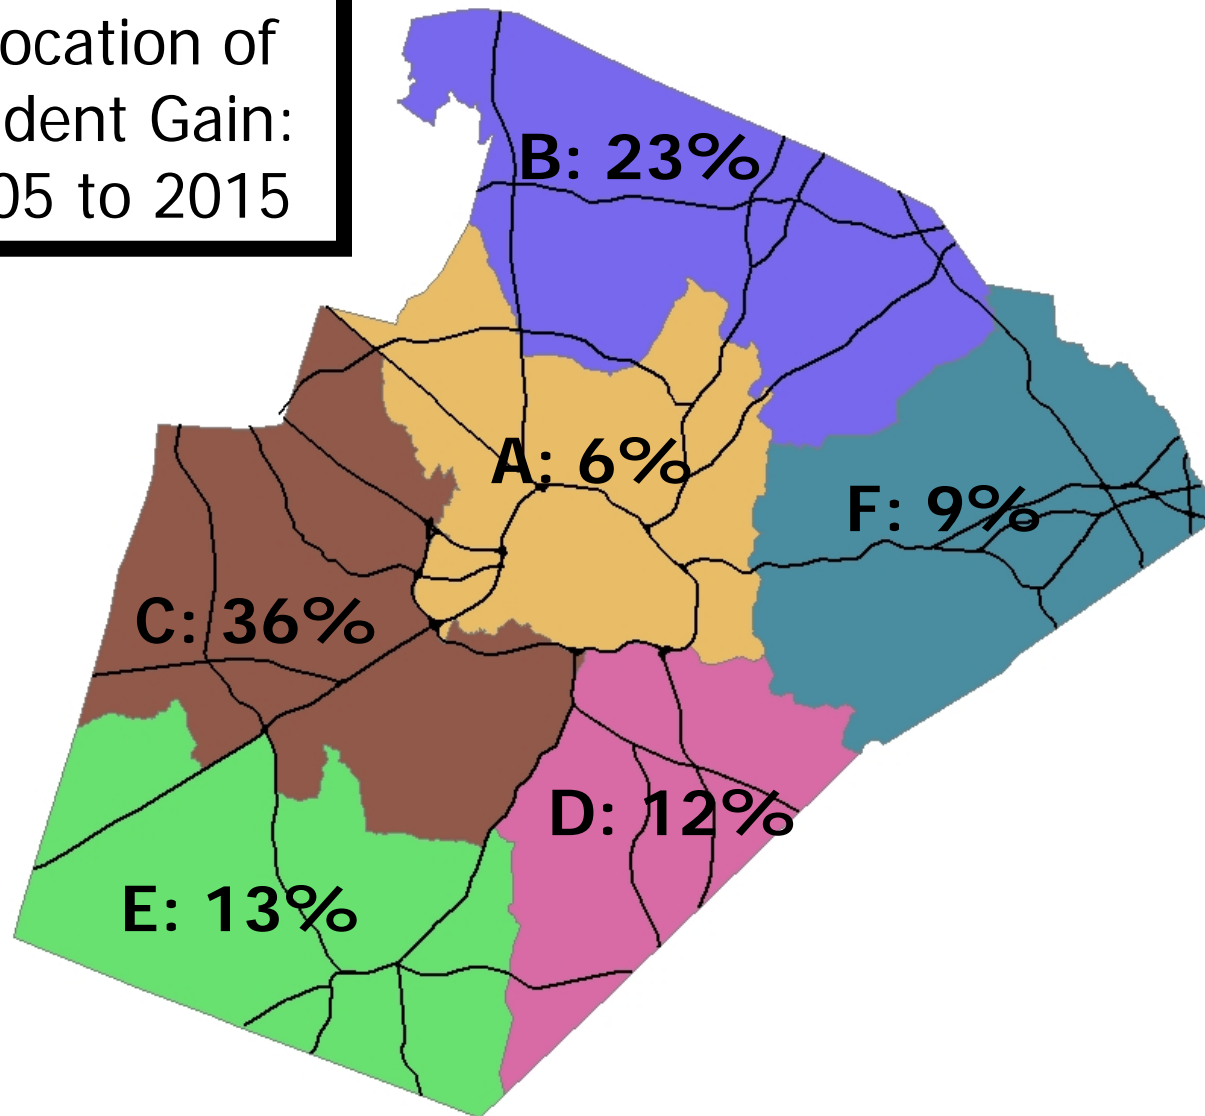 ocation of
dent Gain:
05 to 2015
B: 23%
A: 6%
F: 9%
C: 36%
D: 12%
E: 13%